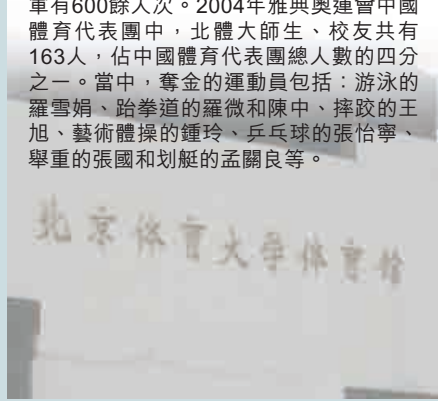 軍有600餘人次。2004年雅典奧運會中國
體育代表團中，北體大師生、校友共有
163人，佔中國體育代表團總人數的四分
之一。當中，奪金的運動員包括：游泳的
羅雪娟、跆拳道的羅微和陳中、摔跤的王
旭、藝術體操的鍾玲、乒乓球的張怡寧、
舉重的張國和划艇的孟關良等。
北京体育大学体育馆